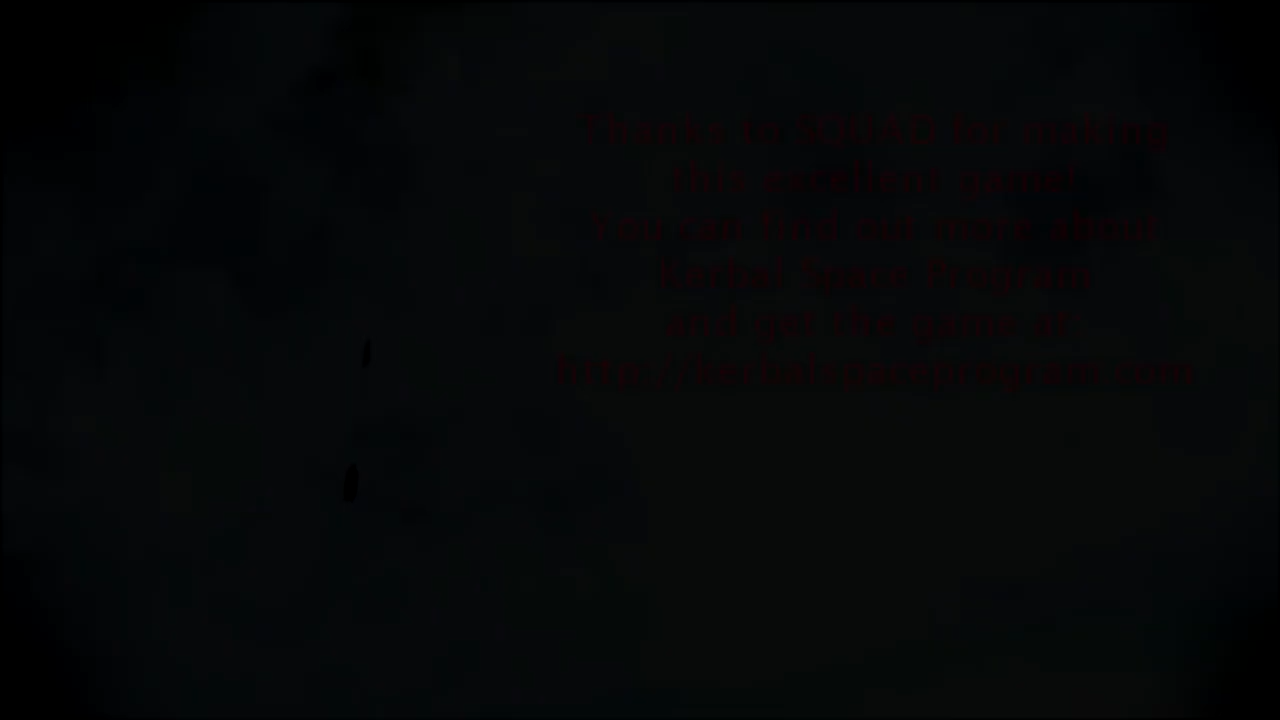 Thanks to SQUAD for making
this excellent game!
You can find out more about
Kerbal Space Program
and get the game at:
http://kerbalspaceprogram.com